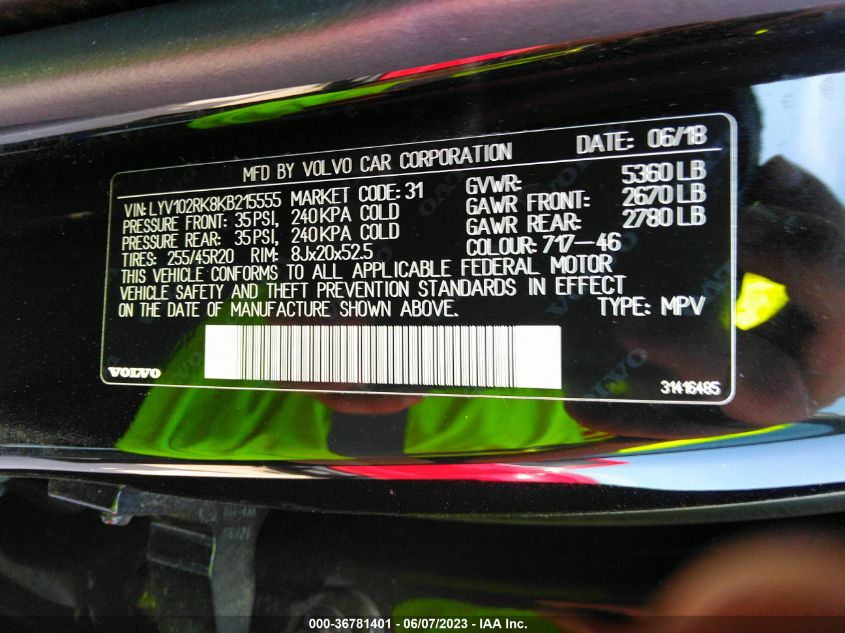 MFD BY VOLVO CAR CORPORATION DATE: 06/18
VIN: LYV102RK8KB215555 MARKET CODE: 31 GVWR: 5360 LB
PRESSURE FRONT: 35 PSI, 240 KPA COLD GAWR FRONT: 2670 LB
PRESSURE REAR: 35 PSI, 240 KPA COLD GAWR REAR: 2780 LB
TIRES: 255/45R20 RIM: 8Jx20x52.5 COLOUR: 717-46
THIS VEHICLE CONFORMS TO ALL APPLICABLE FEDERAL MOTOR
VEHICLE SAFETY AND THEFT PREVENTION STANDARDS IN EFFECT
ON THE DATE OF MANUFACTURE SHOWN ABOVE. TYPE: MPV
VOLVO 31416485
000-36781401 - 06/07/2023 - IAA Inc.